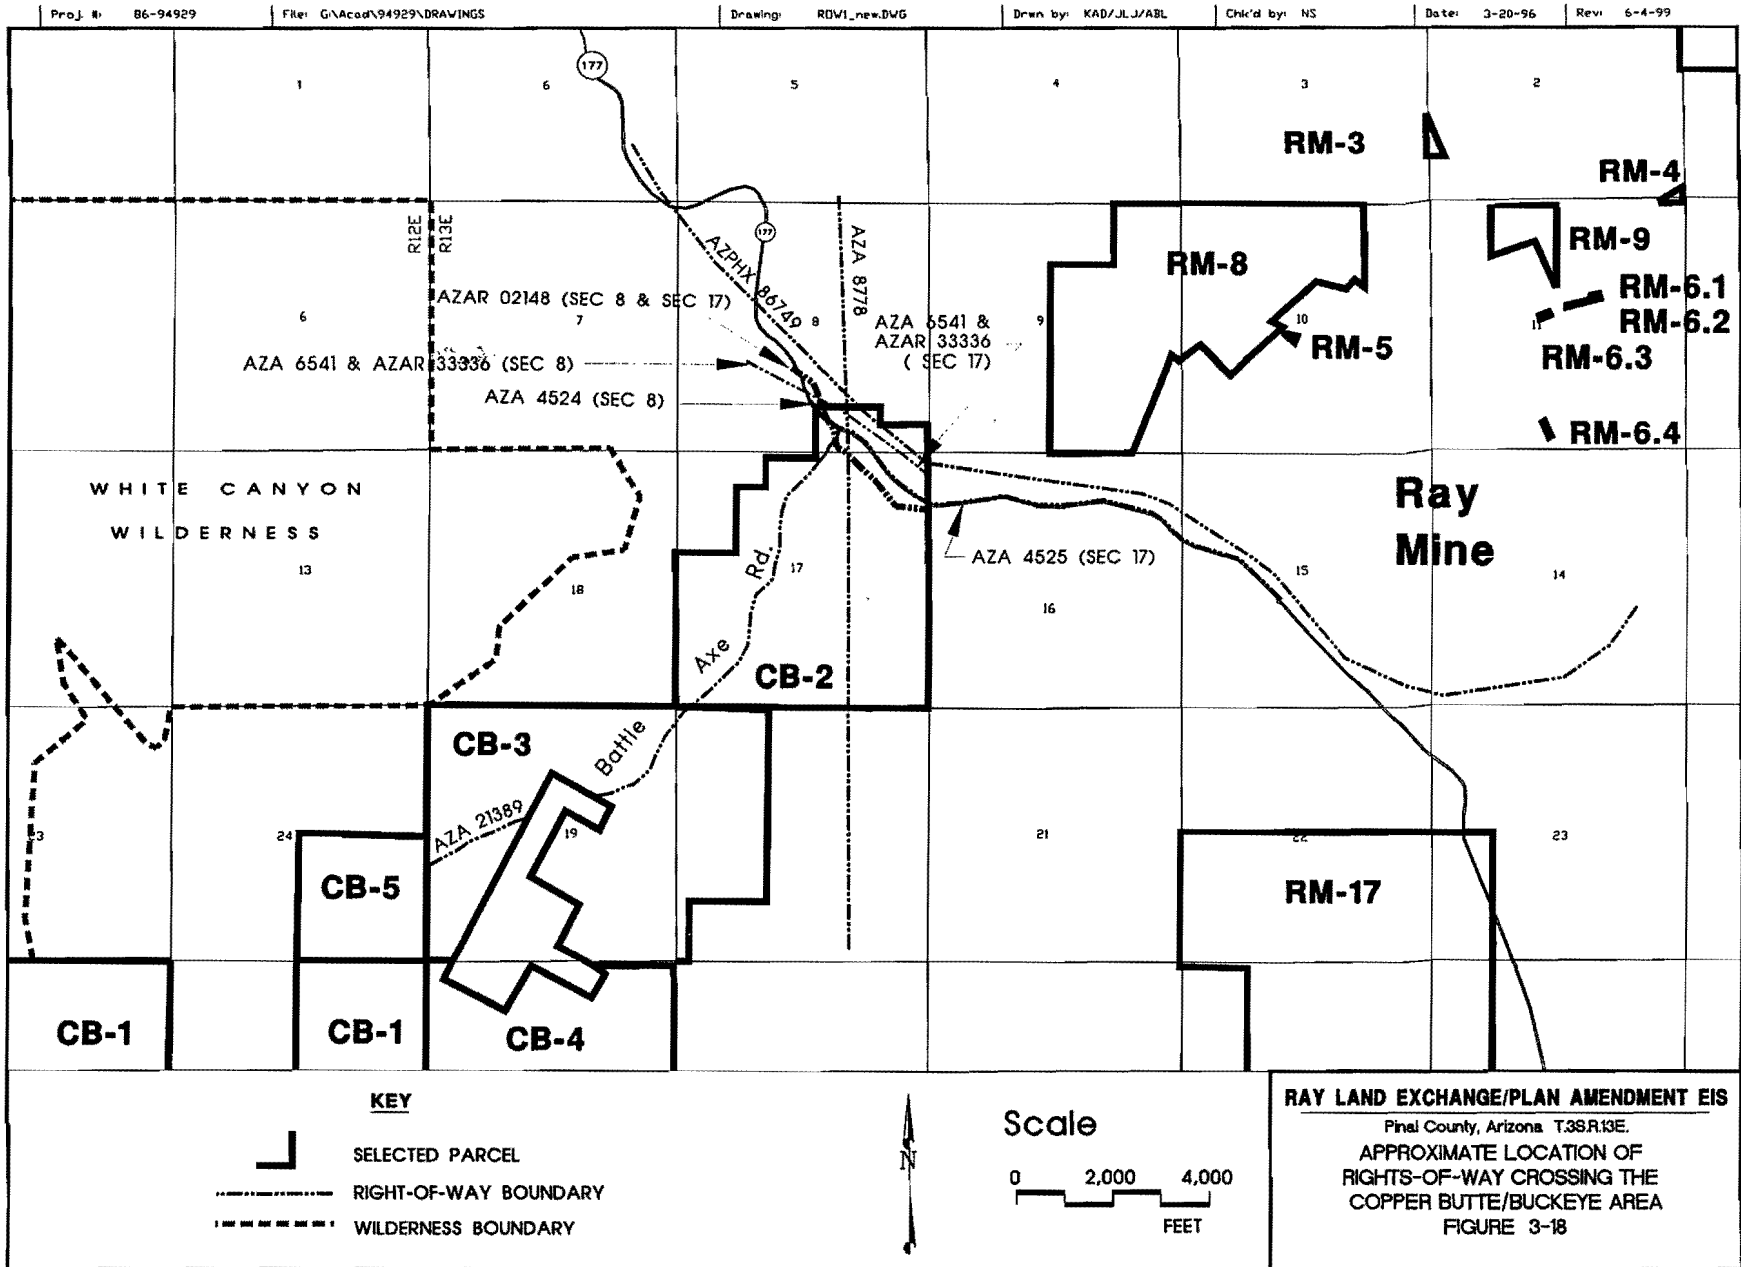 Proj. #: 86-94929 File: G:\Acad\94929\DRAWINGS Drawing: ROW1_new.DWG Drwn by: KAD/JLJ/ABL Chk'd by: NS Date: 3-20-96 Rev: 6-4-99
177
1 6 5 4 3 2
RM-3
RM-4
R12E
R13E
177
AZPHX 86749
AZA 8778
RM-8
RM-9
AZAR 02148 (SEC 8 & SEC 17)
6 7 8 9 10 11
AZA 6541 &
AZAR 33336
( SEC 17)
RM-6.1
RM-6.2
RM-5
RM-6.3
AZA 6541 & AZAR 33336 (SEC 8)
AZA 4524 (SEC 8)
RM-6.4
WHITE CANYON
WILDERNESS
Ray
Mine
AZA 4525 (SEC 17)
13 18 17 16 15 14
Battle Axe Rd.
CB-2
CB-3
AZA 21389
23 24 19 21 22 23
CB-5
RM-17
CB-1
CB-1
CB-4
KEY
SELECTED PARCEL
RIGHT-OF-WAY BOUNDARY
WILDERNESS BOUNDARY
N
Scale
0 2,000 4,000
FEET
RAY LAND EXCHANGE/PLAN AMENDMENT EIS
Pinal County, Arizona T.3S.R.13E.
APPROXIMATE LOCATION OF
RIGHTS-OF-WAY CROSSING THE
COPPER BUTTE/BUCKEYE AREA
FIGURE 3-18